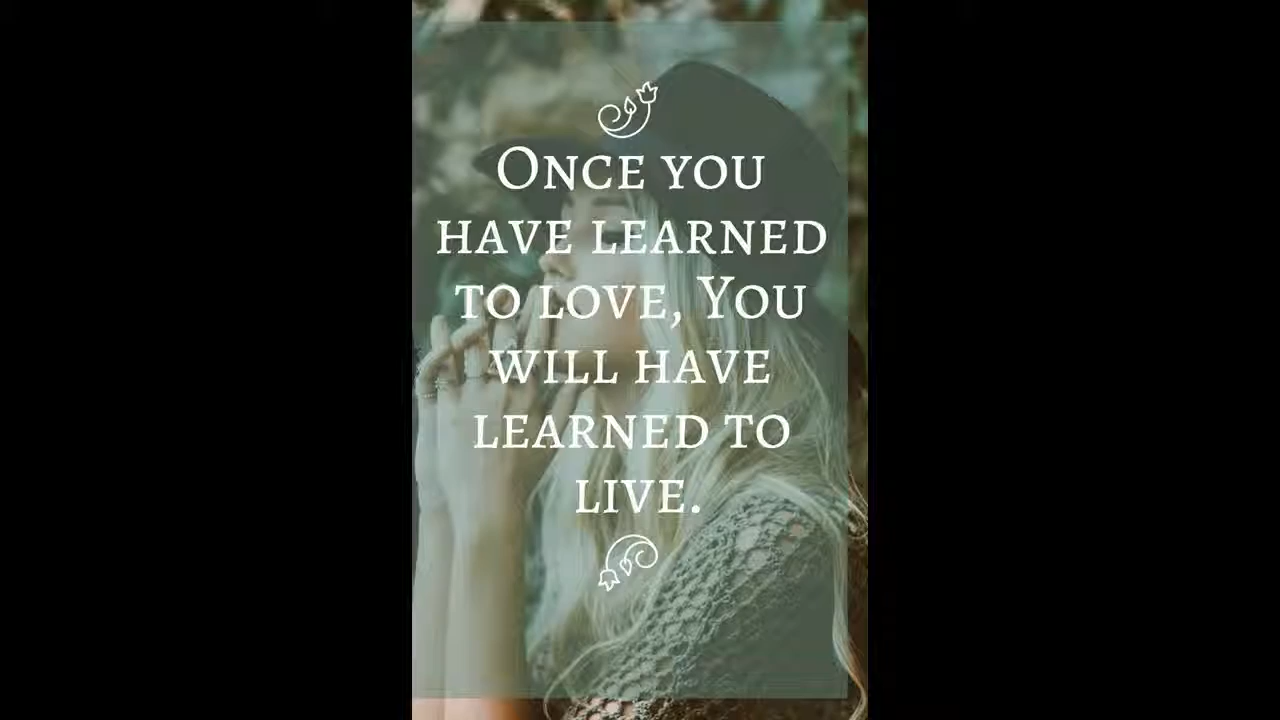 Once you
have learned
to love, You
will have
learned to
live.